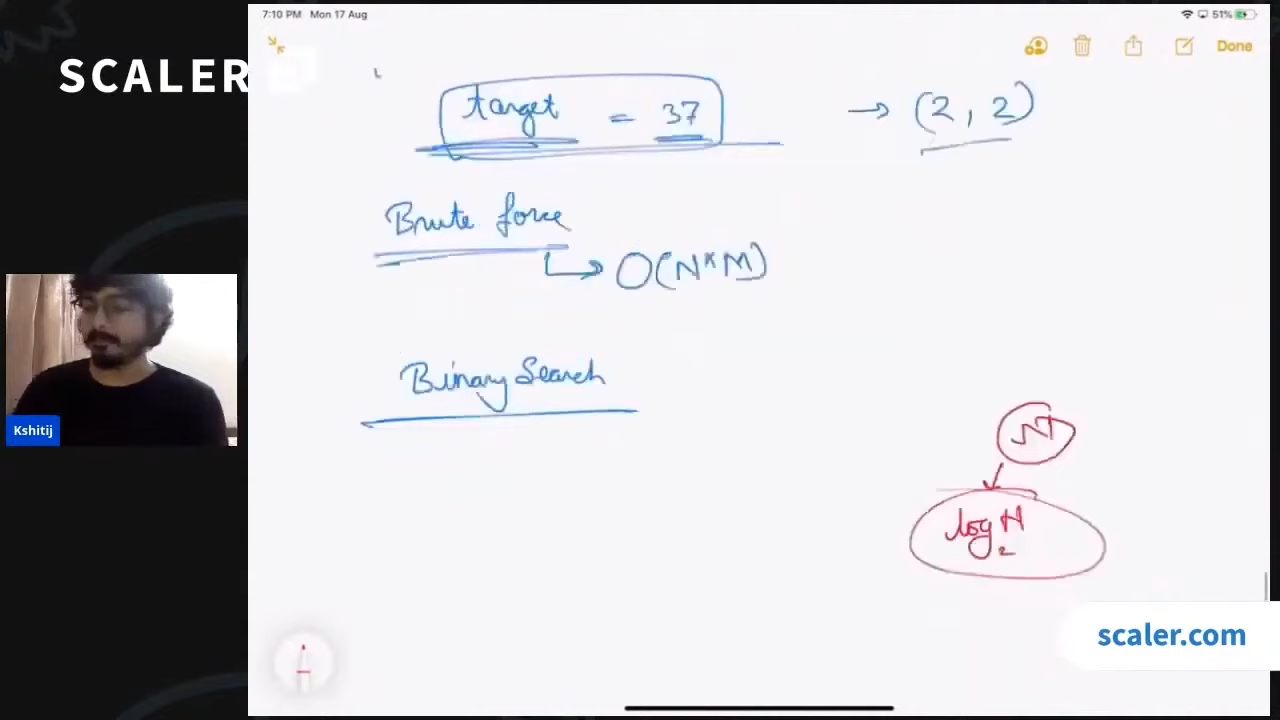 7:10 PM Mon 17 Aug
51%
SCALER
Done
target = 37 → (2, 2)
Brute force
O(N*M)
Binary Search
N
log₂N
Kshitij
scaler.com